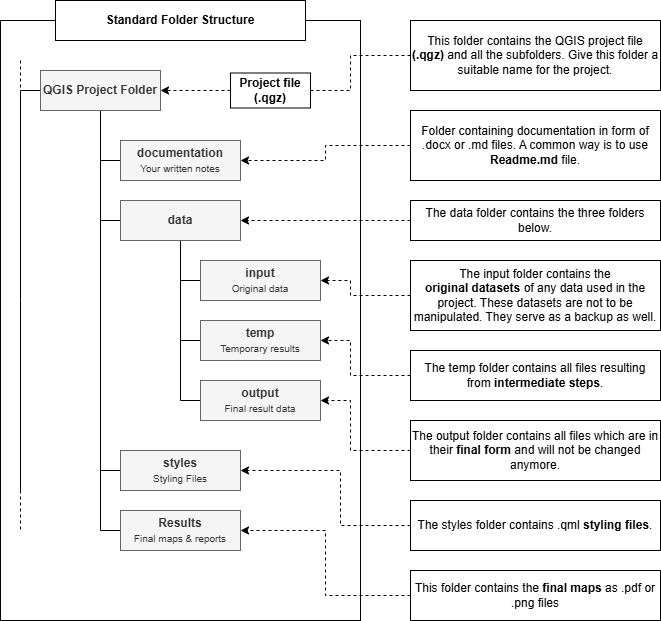 Standard Folder Structure
This folder contains the QGIS project file
(.qgz) and all the subfolders. Give this folder a
suitable name for the project.
QGIS Project Folder
Project file
(.qgz)
Folder containing documentation in form of
.docx or .md files. A common way is to use
Readme.md file.
documentation
Your written notes
data
The data folder contains the three folders
below.
input
Original data
The input folder contains the
original datasets of any data used in the
project. These datasets are not to be
manipulated. They serve as a backup as well.
temp
Temporary results
The temp folder contains all files resulting
from intermediate steps.
output
Final result data
The output folder contains all files which are in
their final form and will not be changed
anymore.
styles
Styling Files
The styles folder contains .qml styling files.
Results
Final maps & reports
This folder contains the final maps as .pdf or
.png files